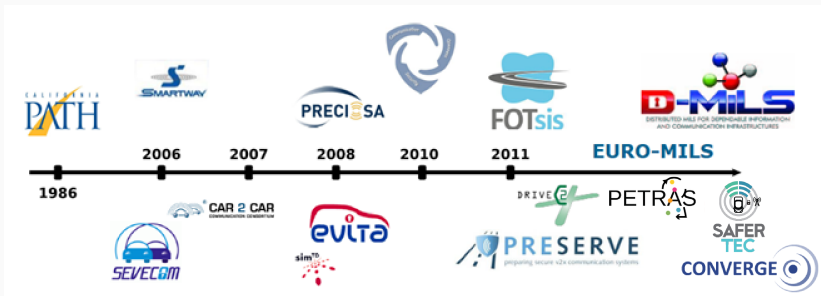 CALIFORNIA
PATH
SMARTWAY
PRECIOSA
FOTsis
D-MILS
DISTRIBUTED MILS FOR DEPENDABLE INFORMATION
AND COMMUNICATION INFRASTRUCTURES
EURO-MILS
2006
2007
2008
2010
2011
1986
CAR 2 CAR
COMMUNICATION CONSORTIUM
SEVECOM
evita
simTD
DRIVE C2X
PRESERVE
preparing secure v2x communication systems
PETRAS
SAFER
TEC
CONVERGE